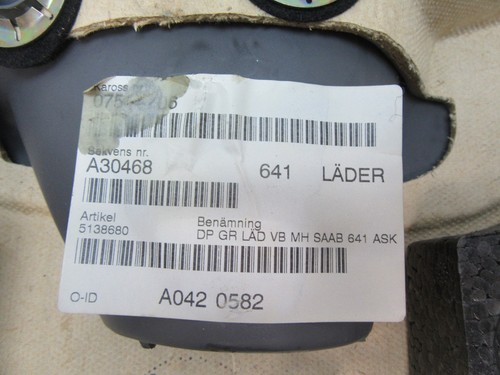 Kaross
A30468 641 LÄDER
Sekvens nr.
Artikel
5138680
Benämning
DP GR LÄD VB MH SAAB 641 ASK
O-ID A042 0582